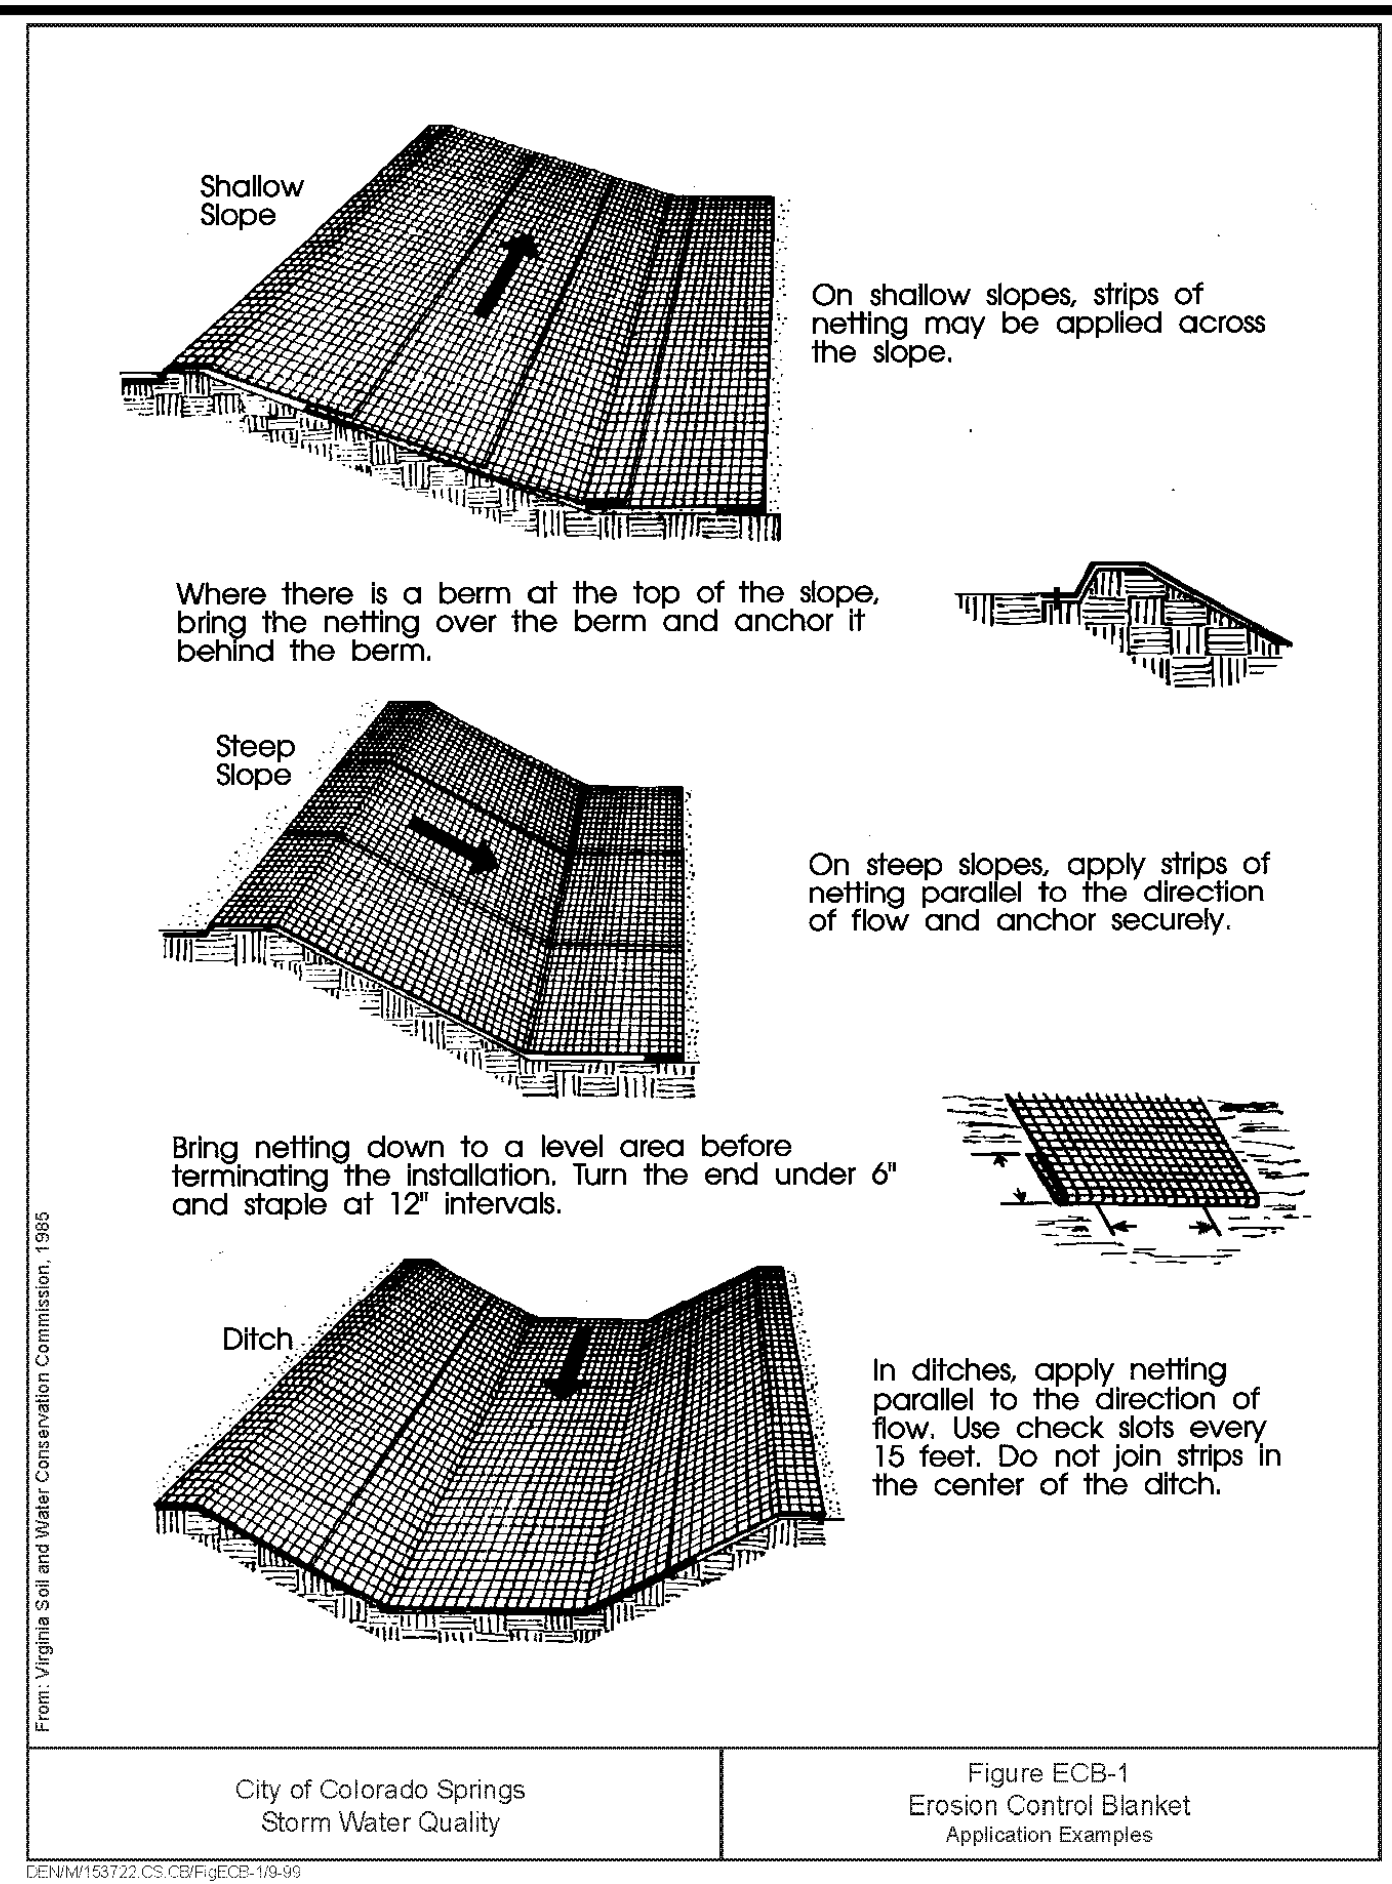 Shallow
Slope
On shallow slopes, strips of
netting may be applied across
the slope.
Where there is a berm at the top of the slope,
bring the netting over the berm and anchor it
behind the berm.
Steep
Slope
On steep slopes, apply strips of
netting parallel to the direction
of flow and anchor securely.
Bring netting down to a level area before
terminating the installation. Turn the end under 6"
and staple at 12" intervals.
Ditch
In ditches, apply netting
parallel to the direction of
flow. Use check slots every
15 feet. Do not join strips in
the center of the ditch.
From: Virginia Soil and Water Conservation Commission, 1985
City of Colorado Springs
Storm Water Quality
Figure ECB-1
Erosion Control Blanket
Application Examples
DEN/M/153722.CS.CB/FigECB-1/9-99